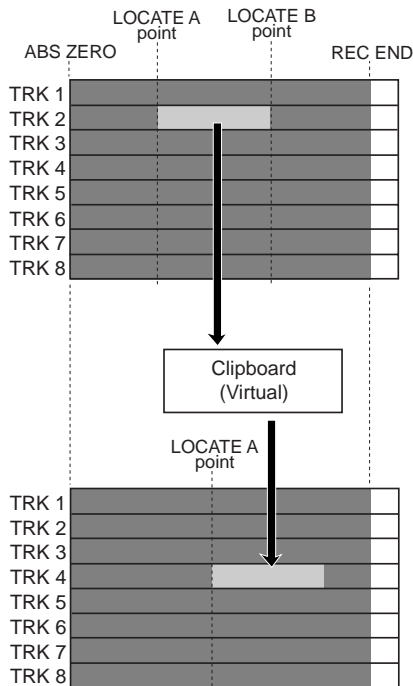 LOCATE A
point
LOCATE B
point
ABS ZERO
REC END
TRK 1
TRK 2
TRK 3
TRK 4
TRK 5
TRK 6
TRK 7
TRK 8
Clipboard
(Virtual)
LOCATE A
point
TRK 1
TRK 2
TRK 3
TRK 4
TRK 5
TRK 6
TRK 7
TRK 8